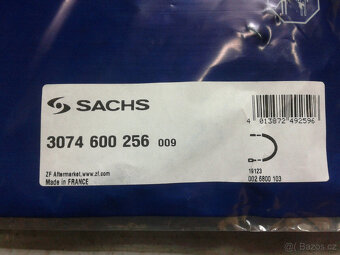 SACHS
4 013872 492596
3074 600 256 009
19123
ZF Aftermarket, www.zf.com
Made in FRANCE
002 6800 103
Bazoš.cz